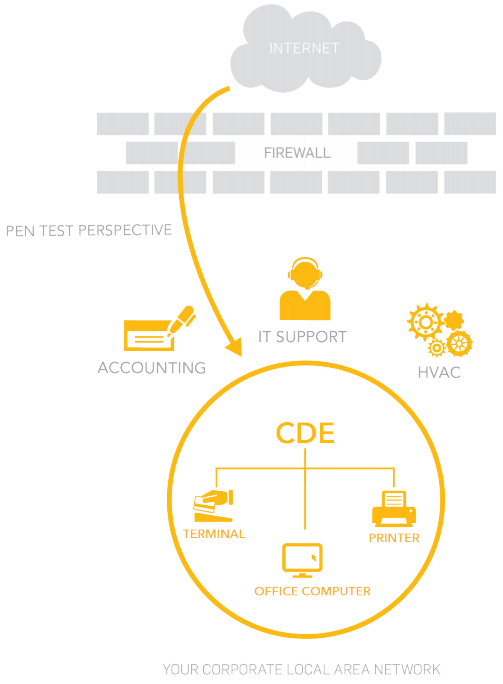 INTERNET
FIREWALL
PEN TEST PERSPECTIVE
IT SUPPORT
ACCOUNTING
HVAC
CDE
TERMINAL
PRINTER
OFFICE COMPUTER
YOUR CORPORATE LOCAL AREA NETWORK